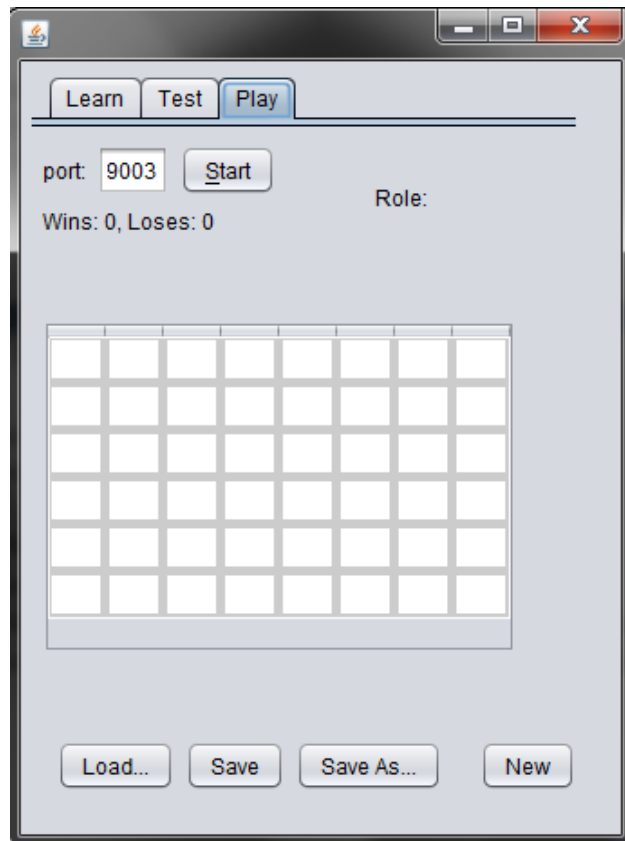 Learn Test Play
port: 9003 Start
Role:
Wins: 0, Loses: 0
Load... Save Save As... New